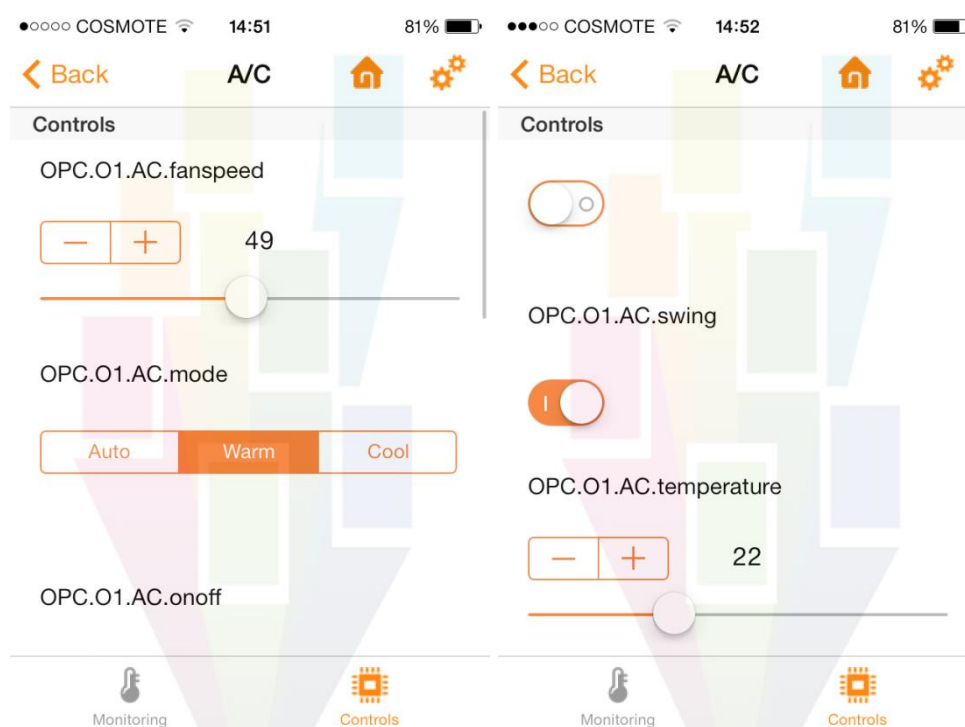 COSMOTE 14:51 81%
Back A/C
Controls
OPC.O1.AC.fanspeed
49
OPC.O1.AC.mode
Auto Warm Cool
OPC.O1.AC.onoff
Monitoring Controls
COSMOTE 14:52 81%
Back A/C
Controls
OPC.O1.AC.swing
OPC.O1.AC.temperature
22
Monitoring Controls